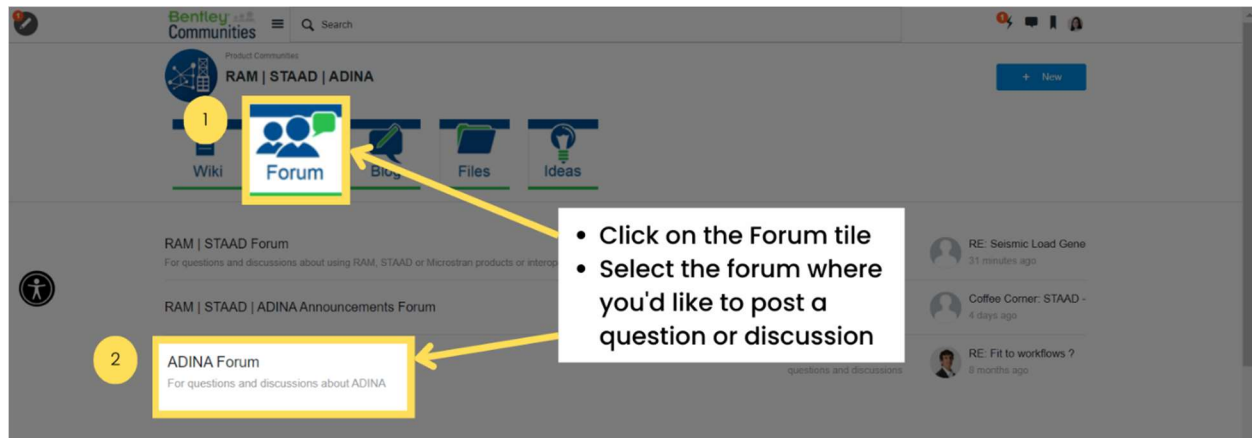 Bentley
Communities
Search
Product Communities
RAM | STAAD | ADINA
+ New
1
Wiki
Forum
Blog
Files
Ideas
• Click on the Forum tile
• Select the forum where
you'd like to post a
question or discussion
RAM | STAAD Forum
For questions and discussions about using RAM, STAAD or Microstran products or interop
RE: Seismic Load Gene
31 minutes ago
RAM | STAAD | ADINA Announcements Forum
Coffee Corner: STAAD -
4 days ago
2
ADINA Forum
For questions and discussions about ADINA
questions and discussions
RE: Fit to workflows ?
8 months ago